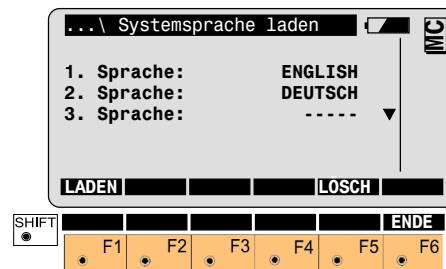 ...\ Systemsprache laden
MC
1. Sprache: ENGLISH
2. Sprache: DEUTSCH
3. Sprache: -----
LADEN LÖSCH
SHIFT ENDE
F1 F2 F3 F4 F5 F6